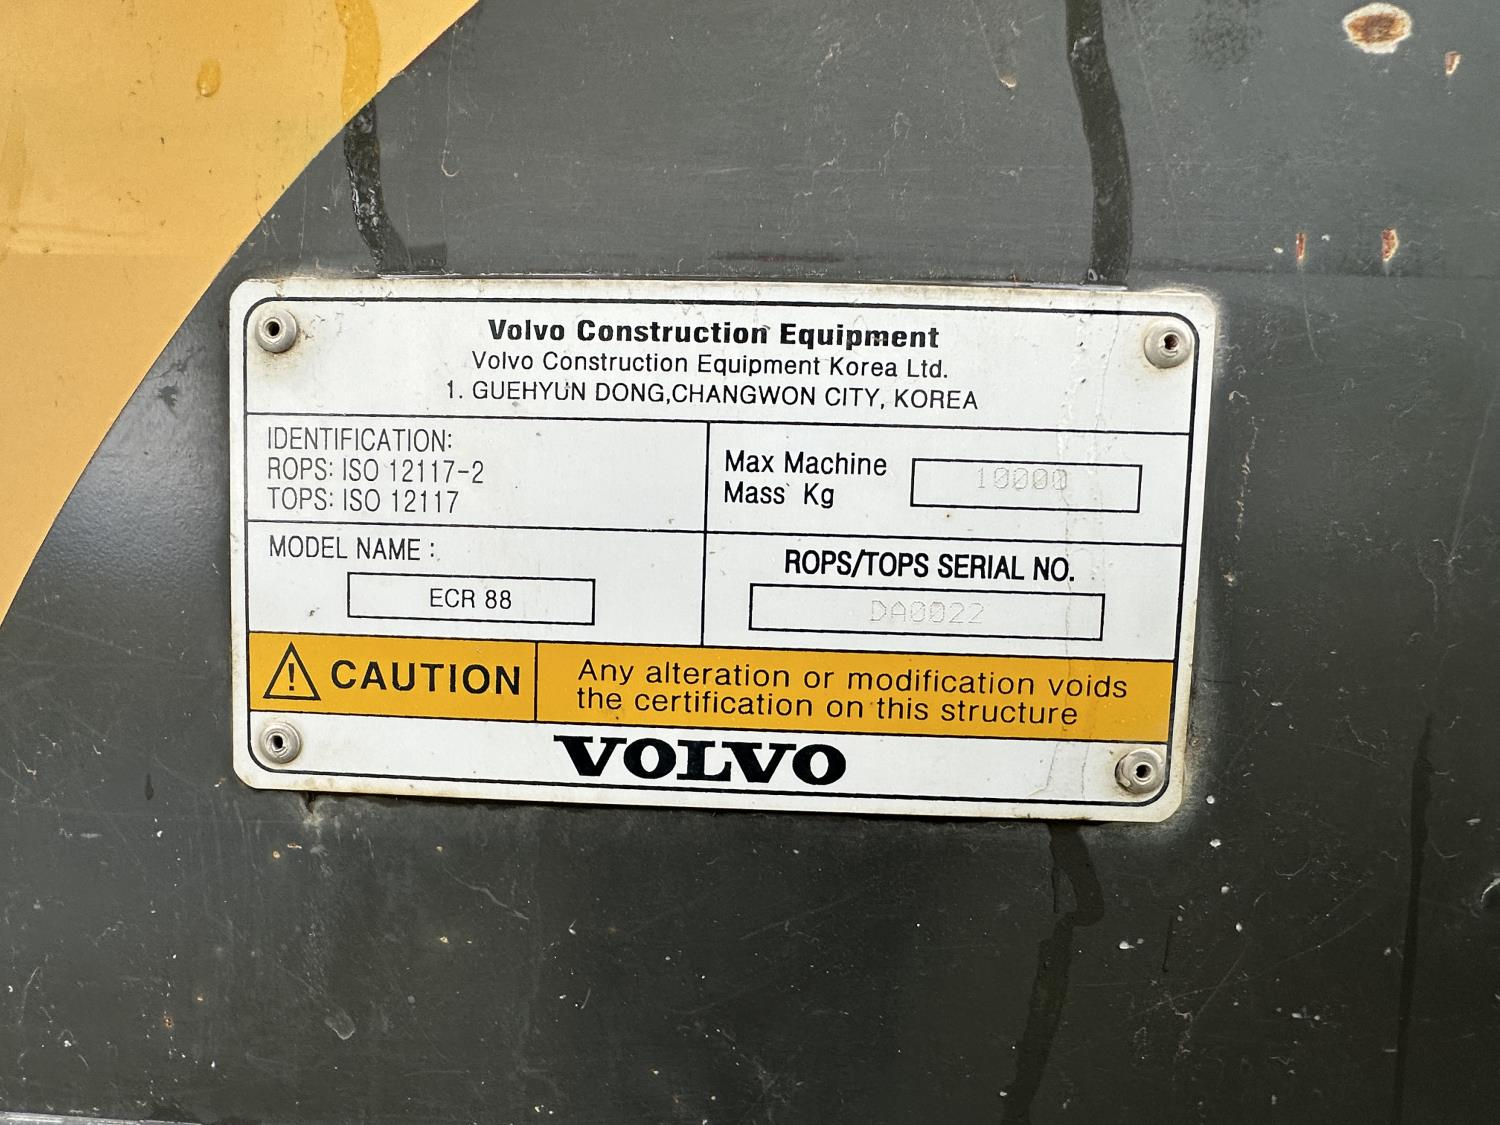 Volvo Construction Equipment
Volvo Construction Equipment Korea Ltd.
1. GUEHYUN DONG,CHANGWON CITY, KOREA
IDENTIFICATION:
ROPS: ISO 12117-2
TOPS: ISO 12117
Max Machine
Mass Kg
10000
MODEL NAME :
ECR 88
ROPS/TOPS SERIAL NO.
DA0022
CAUTION
Any alteration or modification voids
the certification on this structure
VOLVO